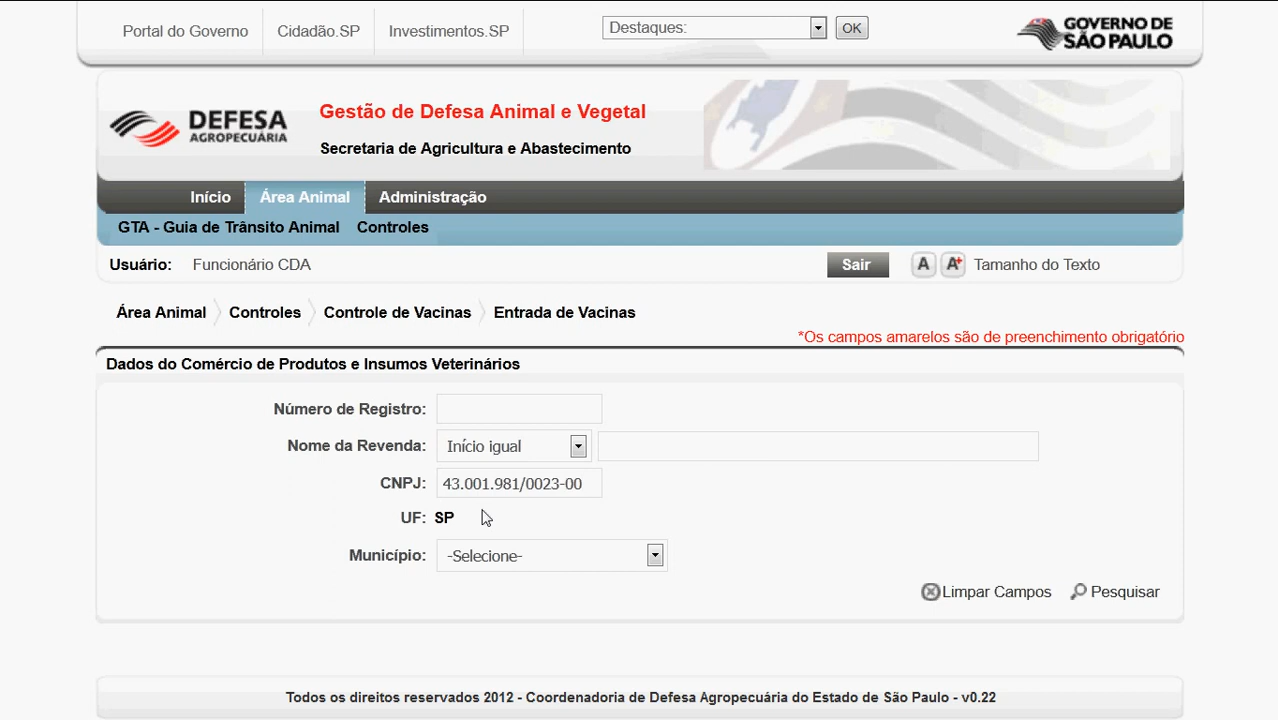 Portal do Governo Cidadão.SP Investimentos.SP Destaques: OK GOVERNO DE
SÃO PAULO
DEFESA
AGROPECUÁRIA
Gestão de Defesa Animal e Vegetal
Secretaria de Agricultura e Abastecimento
Início Área Animal Administração
GTA - Guia de Trânsito Animal Controles
Usuário: Funcionário CDA Sair A A+ Tamanho do Texto
Área Animal Controles Controle de Vacinas Entrada de Vacinas
*Os campos amarelos são de preenchimento obrigatório
Dados do Comércio de Produtos e Insumos Veterinários
Número de Registro:
Nome da Revenda: Início igual
CNPJ: 43.001.981/0023-00
UF: SP
Município: -Selecione-
Limpar Campos Pesquisar
Todos os direitos reservados 2012 - Coordenadoria de Defesa Agropecuária do Estado de São Paulo - v0.22